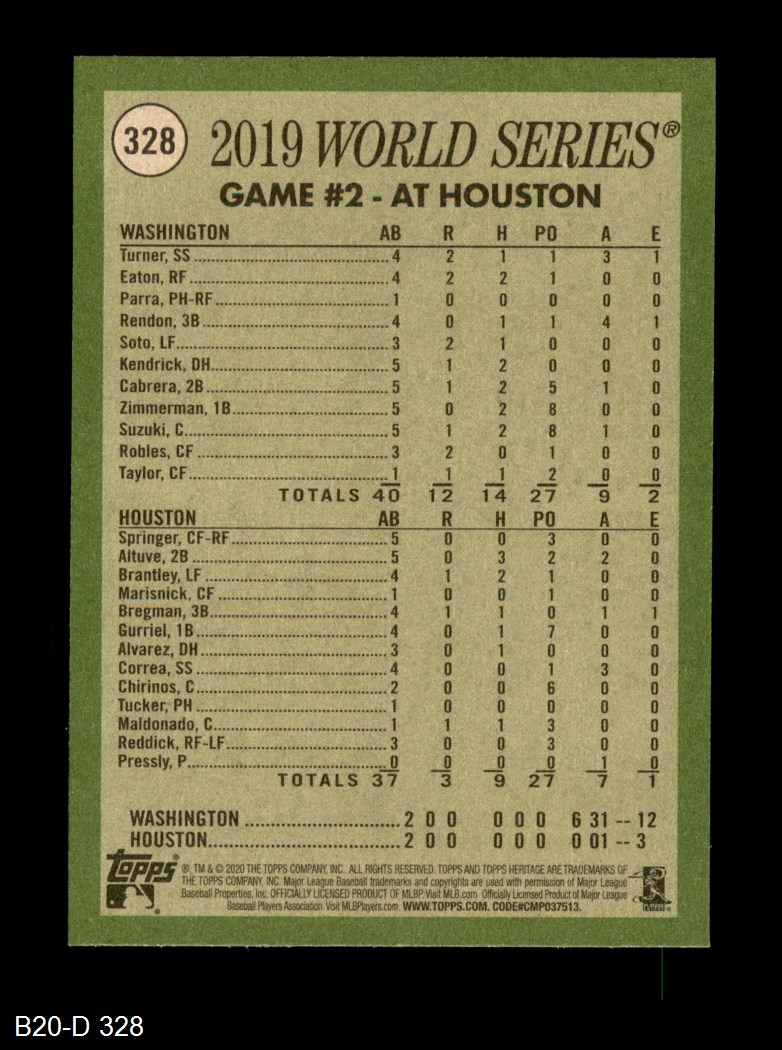 328
2019 WORLD SERIES®
GAME #2 - AT HOUSTON
WASHINGTON AB R H PO A E
Turner, SS 4 2 1 1 3 1
Eaton, RF 4 2 2 1 0 0
Parra, PH-RF 1 0 0 0 0 0
Rendon, 3B 4 0 1 1 4 1
Soto, LF 3 2 1 0 0 0
Kendrick, DH 5 1 2 0 0 0
Cabrera, 2B 5 1 2 5 1 0
Zimmerman, 1B 5 0 2 8 0 0
Suzuki, C 5 1 2 8 1 0
Robles, CF 3 2 0 1 0 0
Taylor, CF 1 1 1 2 0 0
TOTALS 40 12 14 27 9 2
HOUSTON AB R H PO A E
Springer, CF-RF 5 0 0 3 0 0
Altuve, 2B 5 0 3 2 2 0
Brantley, LF 4 1 2 1 0 0
Marisnick, CF 1 0 0 1 0 0
Bregman, 3B 4 1 1 0 1 1
Gurriel, 1B 4 0 1 7 0 0
Alvarez, DH 3 0 1 0 0 0
Correa, SS 4 0 0 1 3 0
Chirinos, C 2 0 0 6 0 0
Tucker, PH 1 0 0 0 0 0
Maldonado, C 1 1 1 3 0 0
Reddick, RF-LF 3 0 0 3 0 0
Pressly, P 0 0 0 0 1 0
TOTALS 37 3 9 27 7 1
WASHINGTON 2 0 0 0 0 0 6 31 -- 12
HOUSTON 2 0 0 0 0 0 0 01 -- 3
Topps ®, TM & © 2020 THE TOPPS COMPANY, INC. ALL RIGHTS RESERVED. TOPPS AND TOPPS HERITAGE ARE TRADEMARKS OF
THE TOPPS COMPANY, INC. Major League Baseball trademarks and copyrights are used with permission of Major League
Baseball Properties, Inc. OFFICIALLY LICENSED PRODUCT OF MLBP. Visit MLB.com. Officially Licensed Product of Major League
Baseball Players Association. Visit MLBPlayers.com. WWW.TOPPS.COM. CODE#CMP037513.
B20-D 328